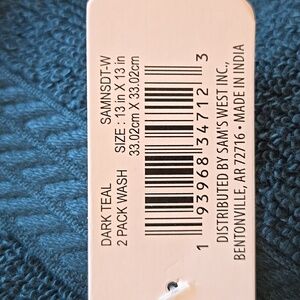 DARK TEAL SAMNSDT-W
2 PACK WASH SIZE : 13 in X 13 in
33.02cm X 33.02cm
1 93968 34712 3
DISTRIBUTED BY SAM'S WEST INC.,
BENTONVILLE, AR 72716 • MADE IN INDIA